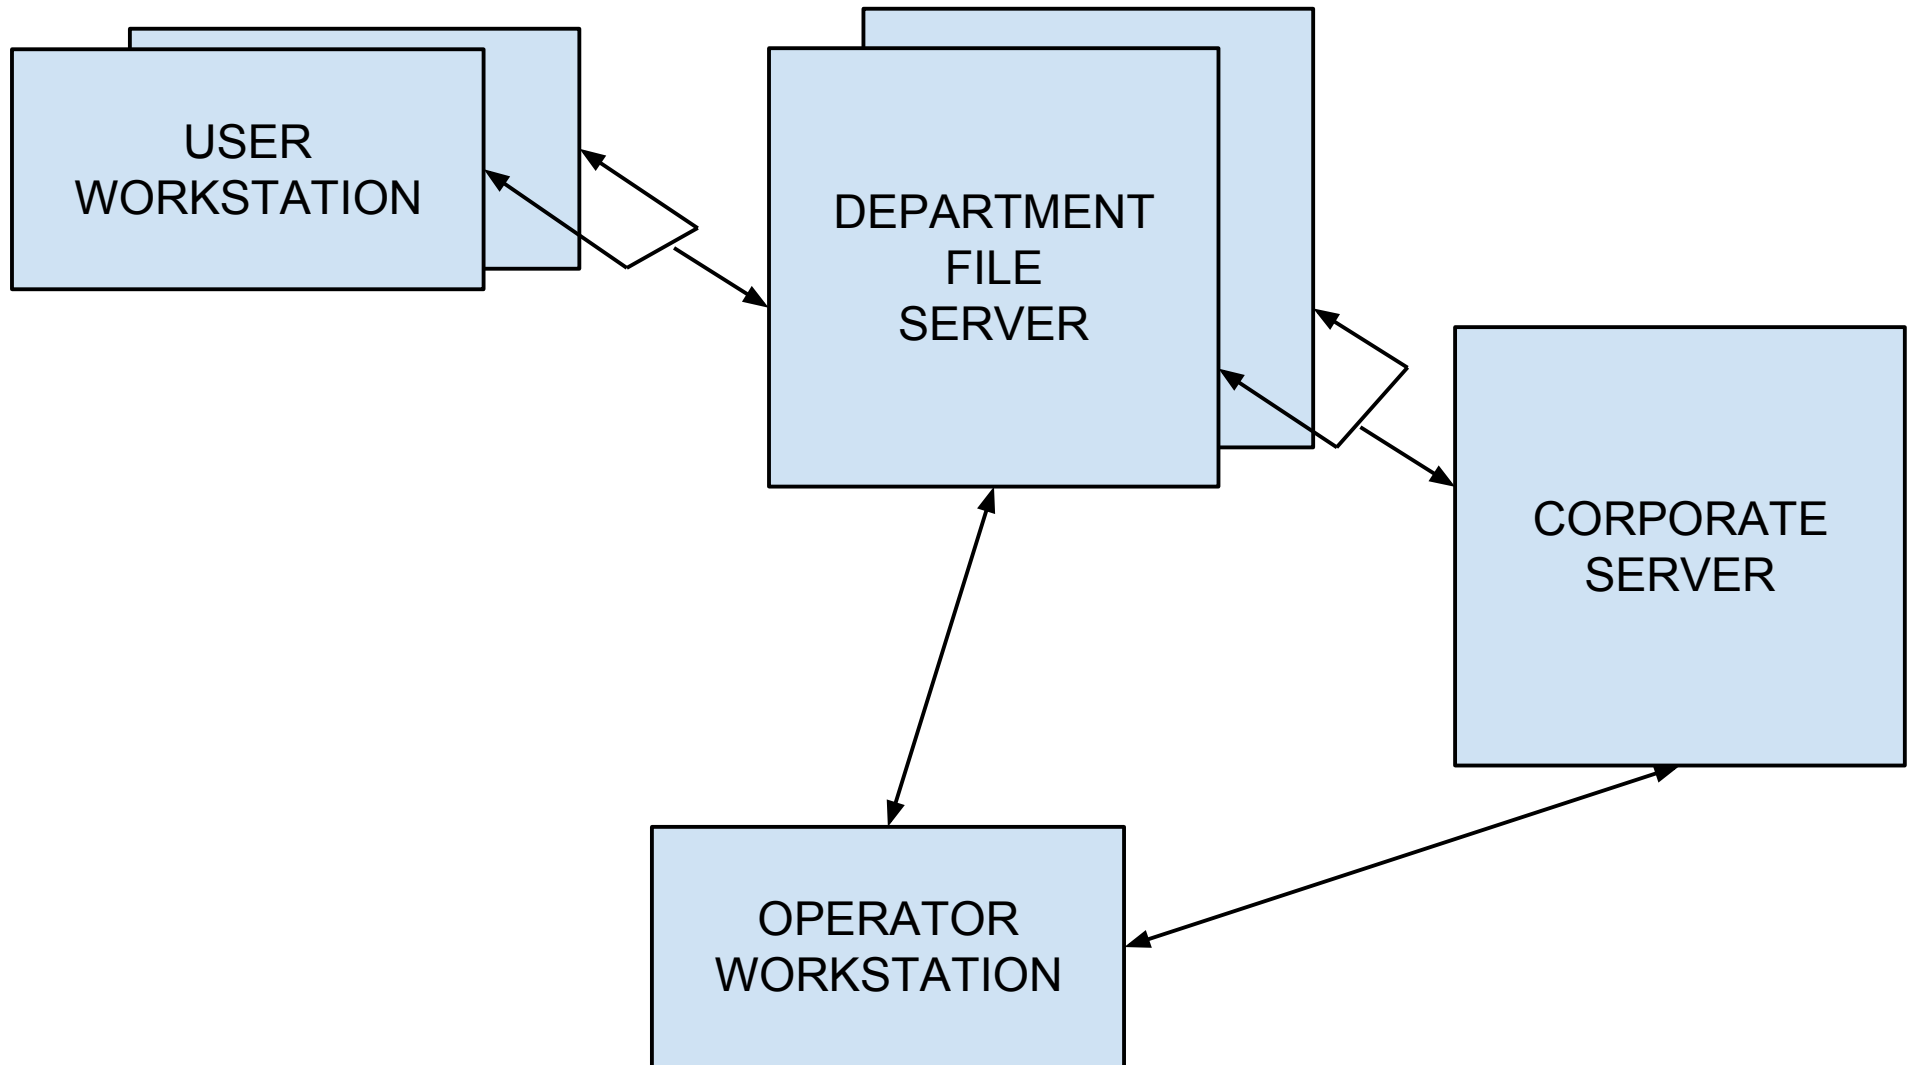 USER
WORKSTATION
DEPARTMENT
FILE
SERVER
CORPORATE
SERVER
OPERATOR
WORKSTATION